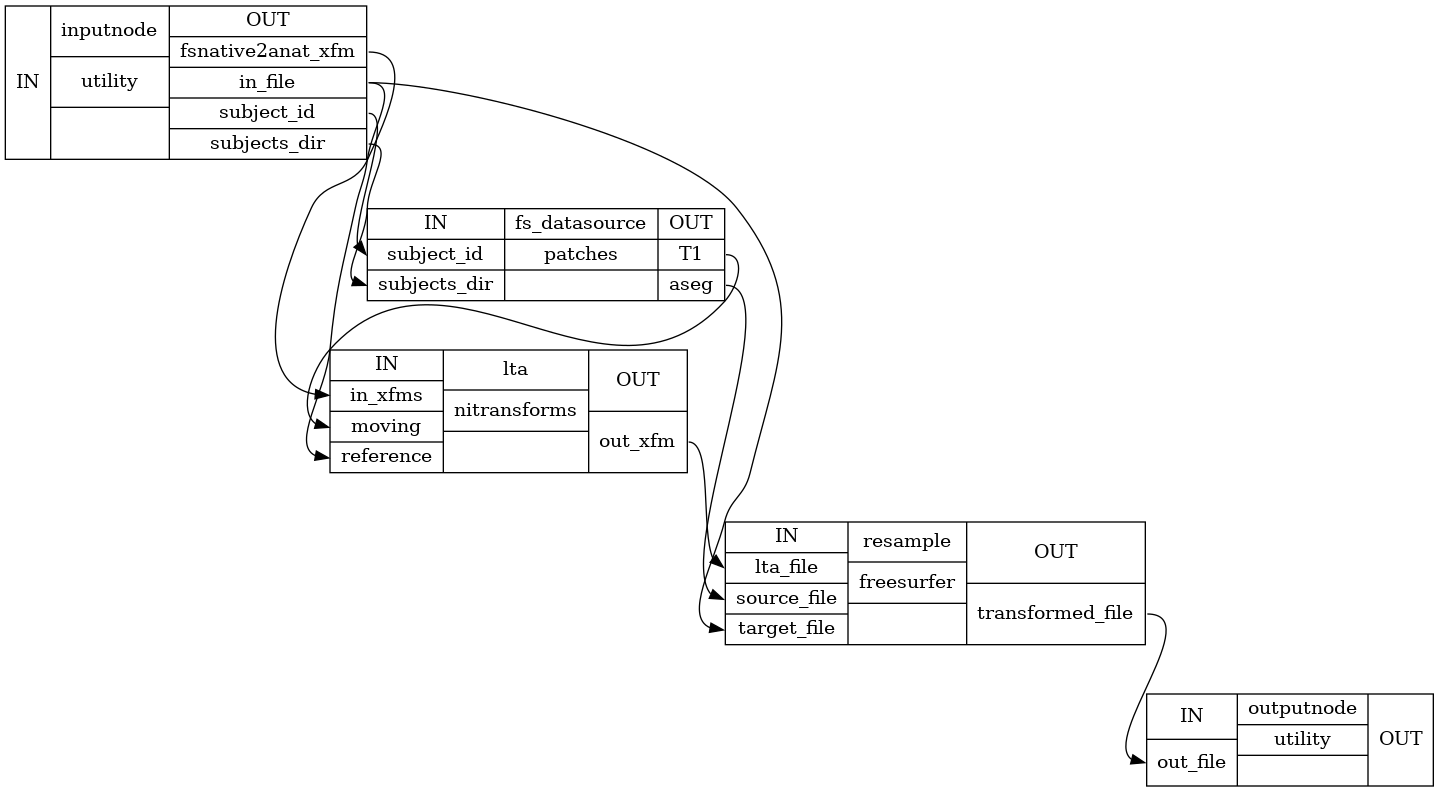 IN
inputnode
utility
OUT
fsnative2anat_xfm
in_file
subject_id
subjects_dir
IN
subject_id
subjects_dir
fs_datasource
patches
OUT
T1
aseg
IN
in_xfms
moving
reference
lta
nitransforms
OUT
out_xfm
IN
lta_file
source_file
target_file
resample
freesurfer
OUT
transformed_file
IN
out_file
outputnode
utility
OUT